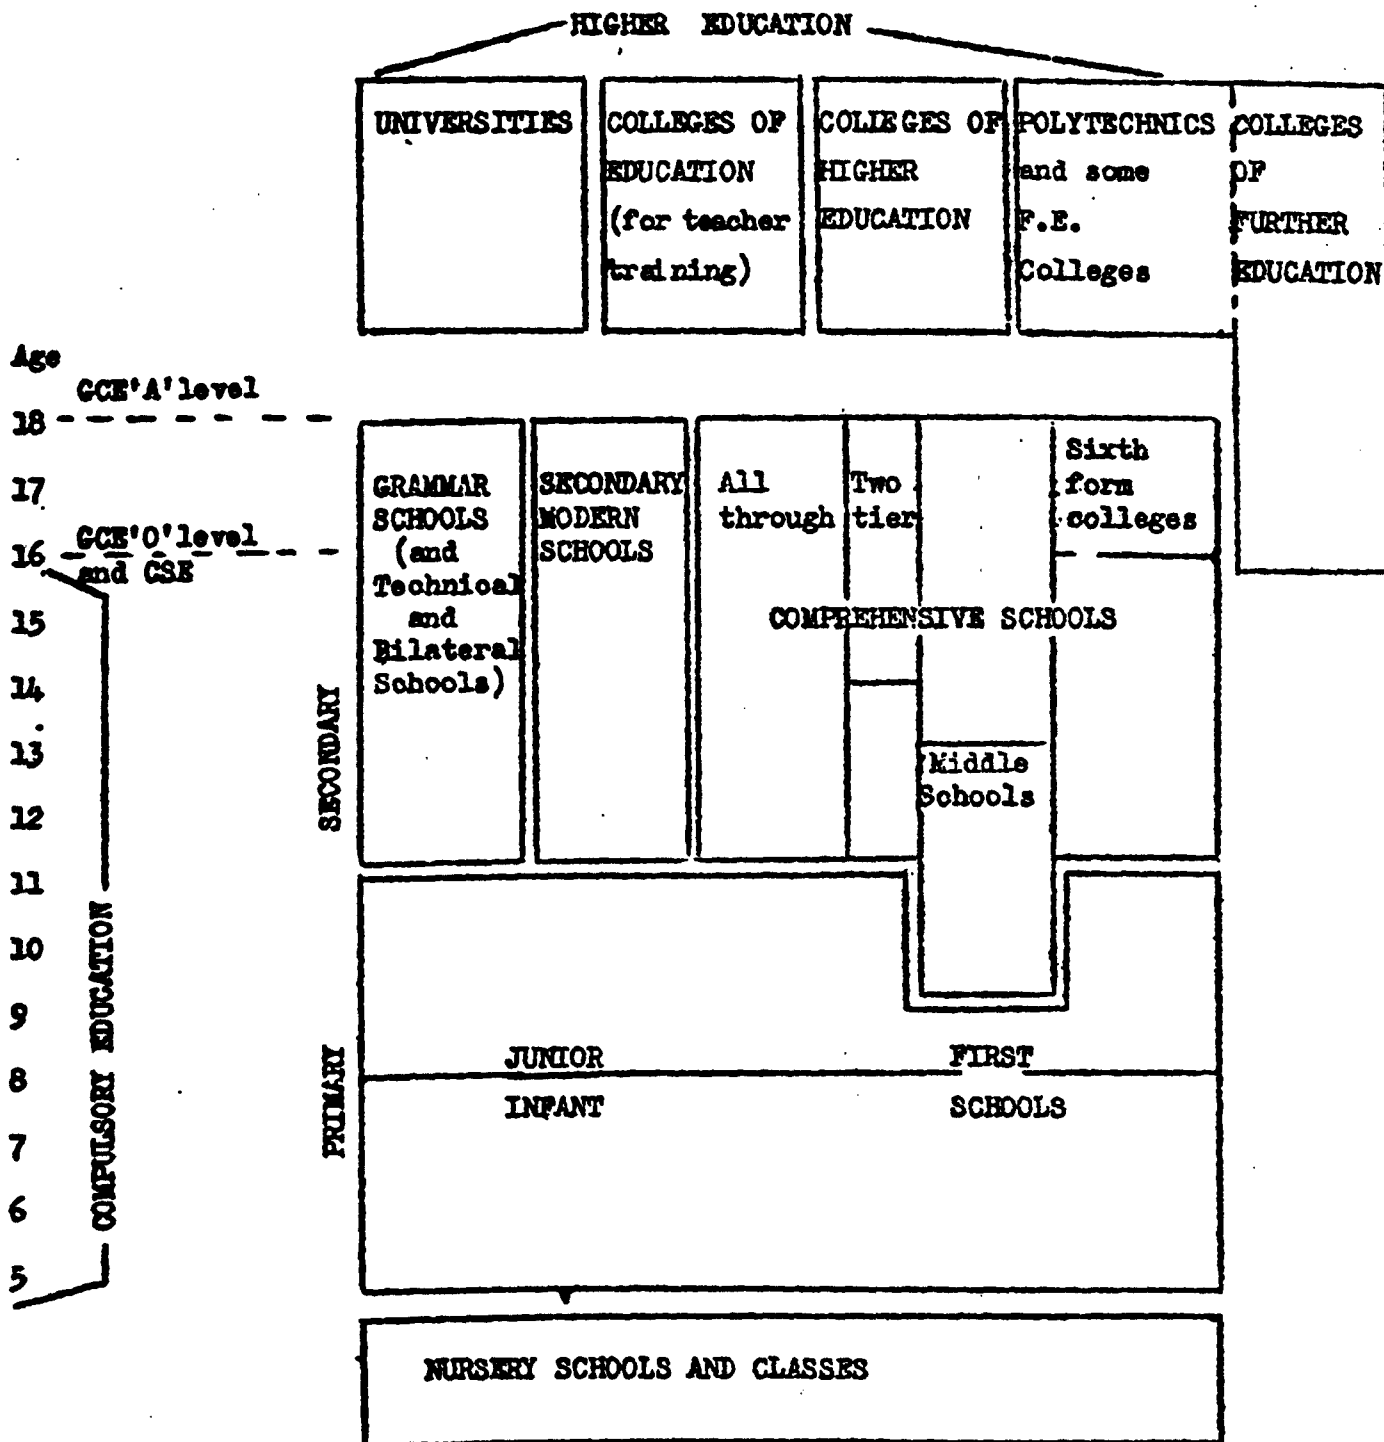 HIGHER EDUCATION
UNIVERSITIES
COLLEGES OF
EDUCATION
(for teacher
training)
COLLEGES OF
HIGHER
EDUCATION
POLYTECHNICS
and some
F.E.
Colleges
COLLEGES
OF
FURTHER
EDUCATION
Age
GCE'A'level
18
17
GCE'O'level
16
and CSE
15
14
13
12
11
10
9
8
7
6
5
COMPULSORY EDUCATION
SECONDARY
PRIMARY
GRAMMAR
SCHOOLS
(and
Technical
and
Bilateral
Schools)
SECONDARY
MODERN
SCHOOLS
All
through
Two
tier
Sixth
form
colleges
COMPREHENSIVE SCHOOLS
Middle
Schools
JUNIOR
INFANT
FIRST
SCHOOLS
NURSERY SCHOOLS AND CLASSES